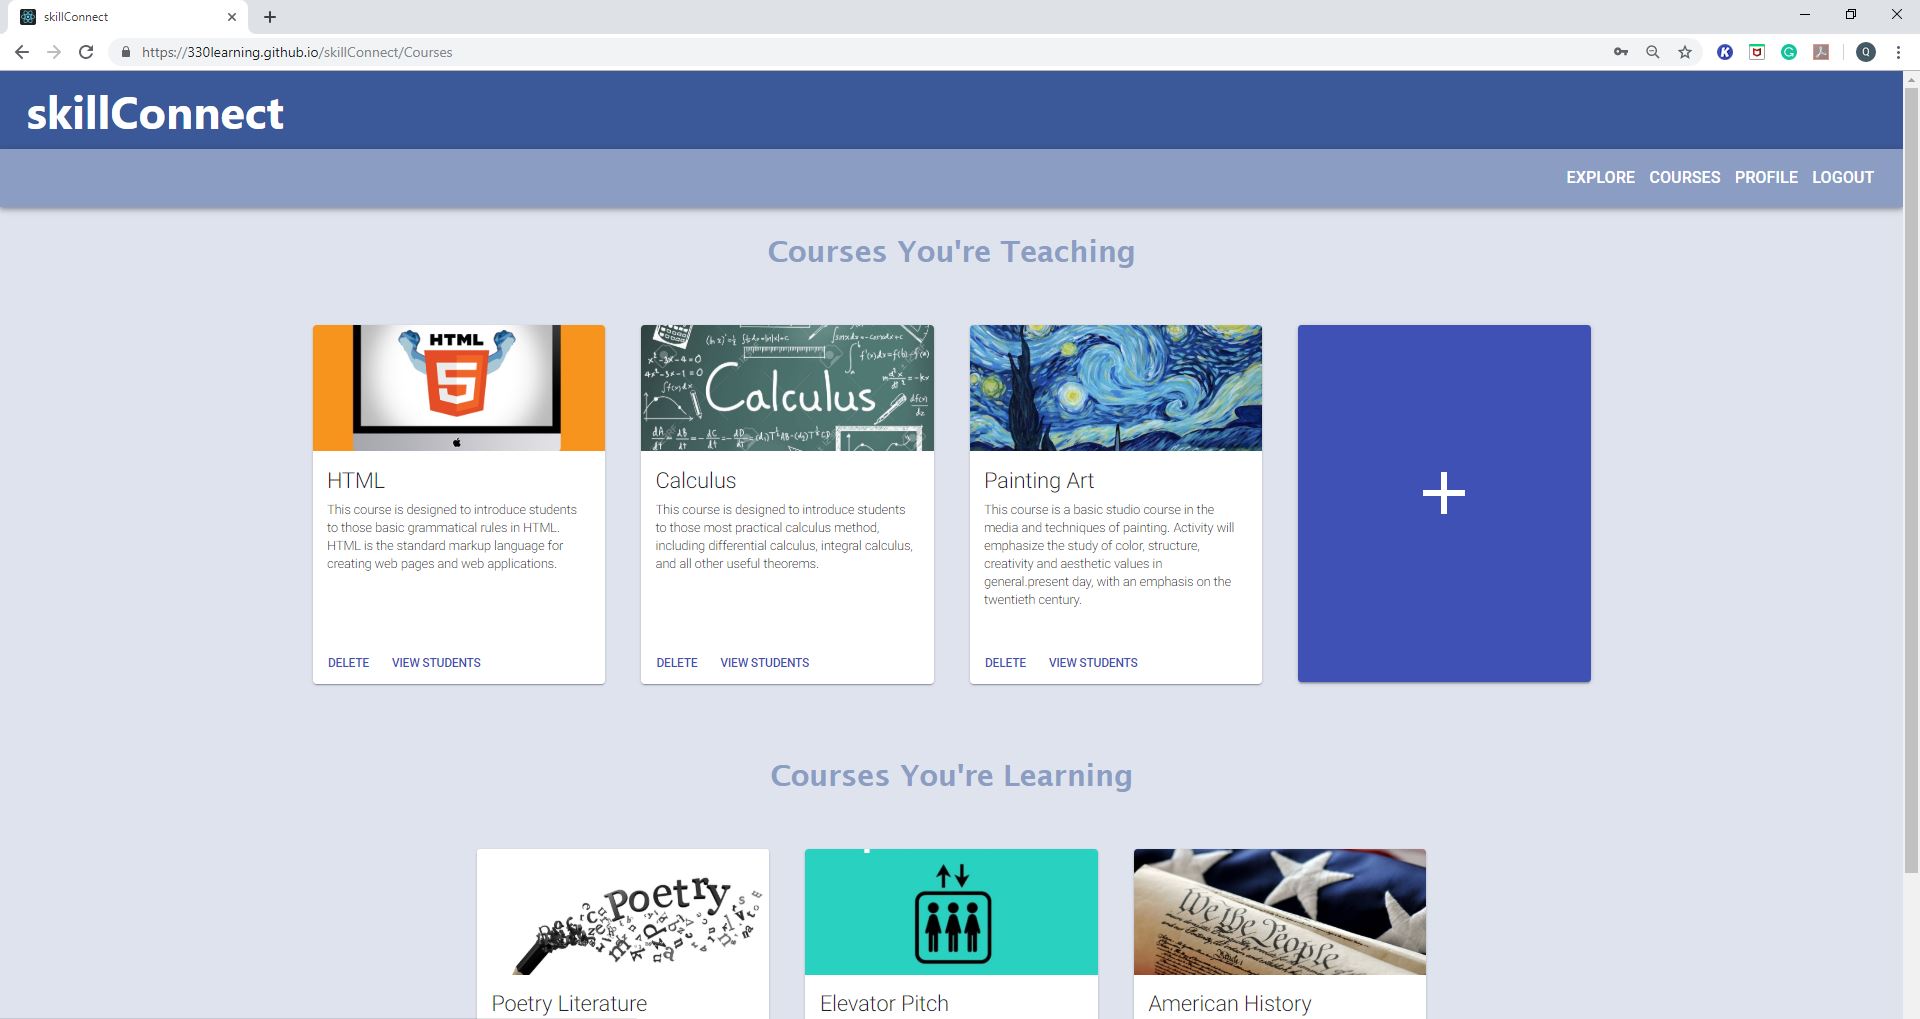 skillConnect
https://330learning.github.io/skillConnect/Courses
Q
skillConnect
EXPLORE COURSES PROFILE LOGOUT
Courses You're Teaching
HTML
5
HTML
This course is designed to introduce students
to those basic grammatical rules in HTML.
HTML is the standard markup language for
creating web pages and web applications.
DELETE VIEW STUDENTS
Calculus
Calculus
This course is designed to introduce students
to those most practical calculus method,
including differential calculus, integral calculus,
and all other useful theorems.
DELETE VIEW STUDENTS
Painting Art
This course is a basic studio course in the
media and techniques of painting. Activity will
emphasize the study of color, structure,
creativity and aesthetic values in
general.present day, with an emphasis on the
twentieth century.
DELETE VIEW STUDENTS
Courses You're Learning
Poetry
Poetry Literature
Elevator Pitch
We the People
American History